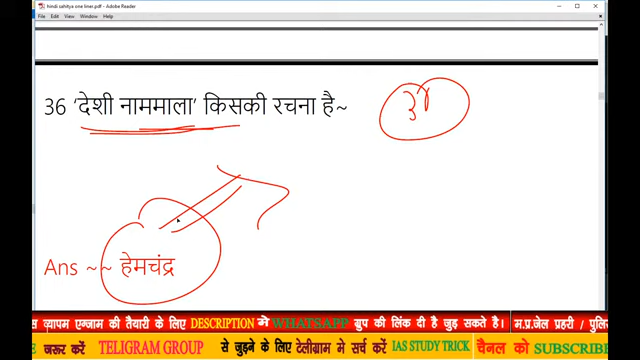 hindi sahitya one liner.pdf - Adobe Reader
File Edit View Window Help
36 'देशी नाममाला' किसकी रचना है~
Ans ~~ हेमचंद्र
स व्यापम एग्जाम की तैयारी के लिए DESCRIPTION मे WHATSAPP ग्रुप की लिंक दी है जुड़ सकते है। म.प्र.जेल प्रहरी / पुलिस
जरूर करें TELIGRAM GROUP से जुड़ने के लिए टेलीग्राम मे सर्च करें IAS STUDY TRICK चैनल को SUBSCRIBE